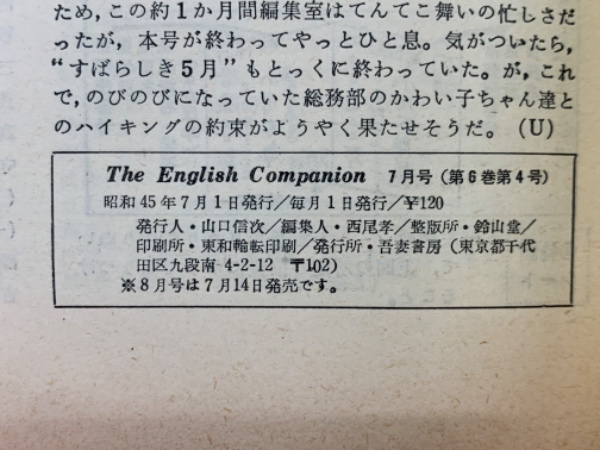 ため，この約1か月間編集室はてんてこ舞いの忙しさだ
ったが，本号が終わってやっとひと息。気がついたら，
“すばらしき5月”もとっくに終わっていた。が，これ
で，のびのびになっていた総務部のかわい子ちゃん達と
のハイキングの約束がようやく果たせそうだ。(U)
The English Companion 7月号（第6巻第4号）
昭和45年7月1日発行／毎月1日発行／¥120
発行人・山口信次／編集人・西尾孝／整版所・鈴山堂／
印刷所・東和輪転印刷／発行所・吾妻書房（東京都千代
田区九段南 4-2-12 〒102）
※8月号は7月14日発売です。